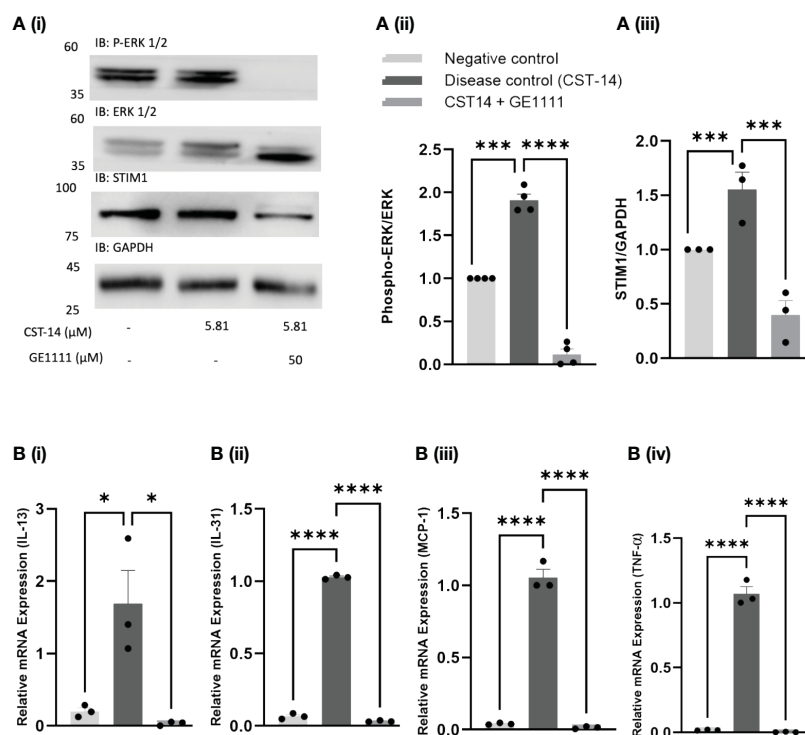 A (i)
IB: P-ERK 1/2
60
35
IB: ERK 1/2
60
35
IB: STIM1
100
75
IB: GAPDH
45
25
CST-14 (μM) - 5.81 5.81
GE1111 (μM) - - 50
A (ii)
Negative control
Disease control (CST-14)
CST14 + GE1111
*** ****
Phospho-ERK/ERK
2.5
2.0
1.5
1.0
0.5
0.0
A (iii)
*** ***
STIM1/GAPDH
2.0
1.5
1.0
0.5
0.0
B (i)
* *
Relative mRNA Expression (IL-13)
3
2
1
0
B (ii)
****
****
Relative mRNA Expression (IL-31)
1.5
1.0
0.5
0.0
B (iii)
****
****
Relative mRNA Expression (MCP-1)
1.5
1.0
0.5
0.0
B (iv)
****
****
Relative mRNA Expression (TNF-α)
1.5
1.0
0.5
0.0